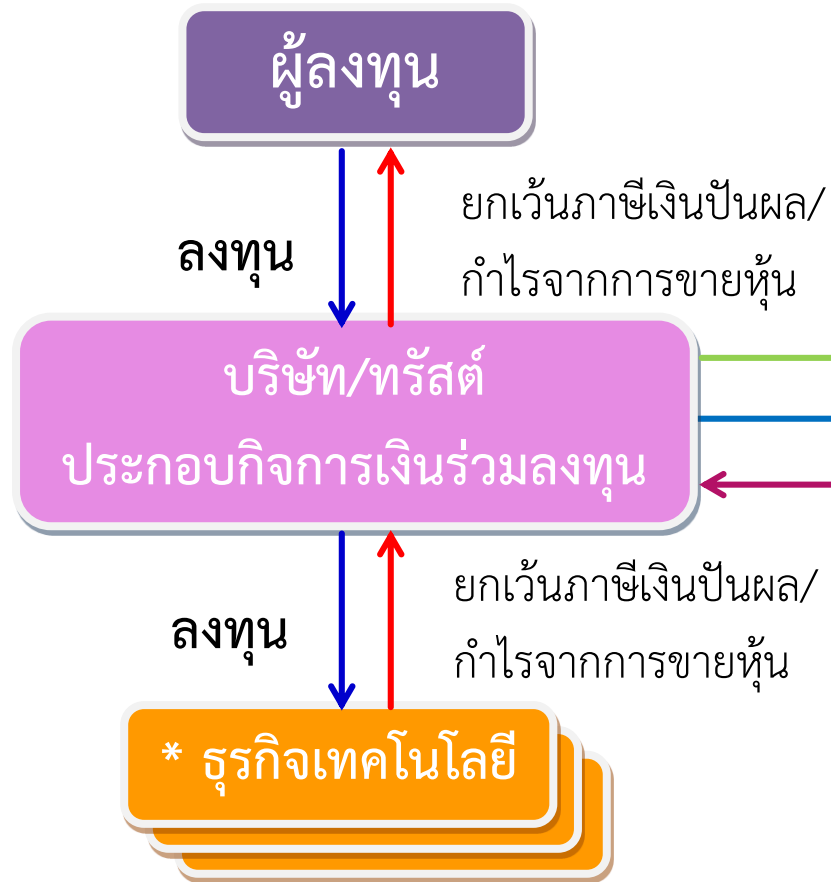 ผู้ลงทุน
ลงทุน
ยกเว้นภาษีเงินปันผล/
กำไรจากการขายหุ้น
บริษัท/ทรัสต์
ประกอบกิจการเงินร่วมลงทุน
ลงทุน
ยกเว้นภาษีเงินปันผล/
กำไรจากการขายหุ้น
* ธุรกิจเทคโนโลยี